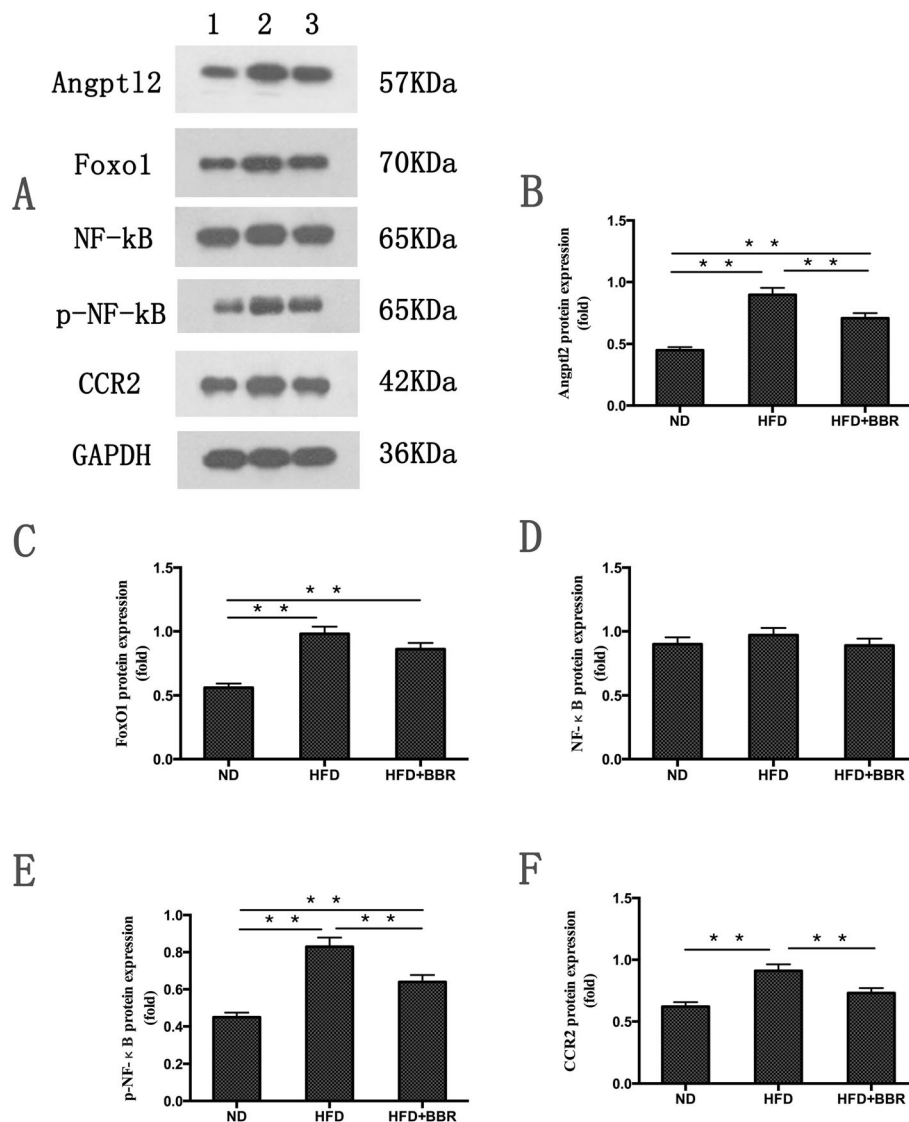 1 2 3
Angptl2 57KDa
Foxo1 70KDa
A
NF-kB 65KDa
p-NF-kB 65KDa
CCR2 42KDa
GAPDH 36KDa
B
Angptl2 protein expression
(fold)
1.5
1.0
0.5
0.0
* *
* * * *
ND HFD HFD+BBR
C
FoxO1 protein expression
(fold)
1.5
1.0
0.5
0.0
* *
* *
ND HFD HFD+BBR
D
NF-κB protein expression
(fold)
1.5
1.0
0.5
0.0
ND HFD HFD+BBR
E
p-NF-κB protein expression
(fold)
1.0
0.8
0.6
0.4
0.2
0.0
* *
* * * *
ND HFD HFD+BBR
F
CCR2 protein expression
(fold)
1.5
1.0
0.5
0.0
* * * *
ND HFD HFD+BBR